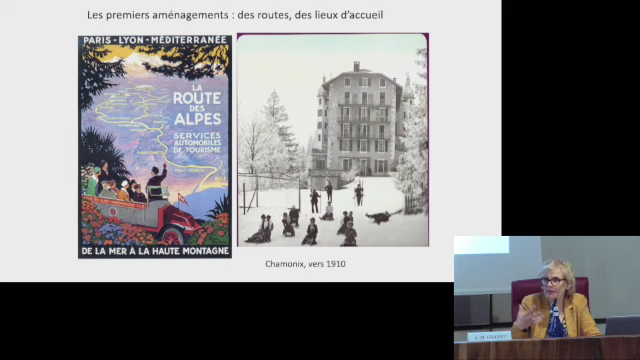 Les premiers aménagements : des routes, des lieux d'accueil
PARIS - LYON - MÉDITERRANÉE
LA
ROUTE
DES
ALPES
SERVICES
AUTOMOBILES
DE TOURISME
DE LA MER À LA HAUTE MONTAGNE
Chamonix, vers 1910